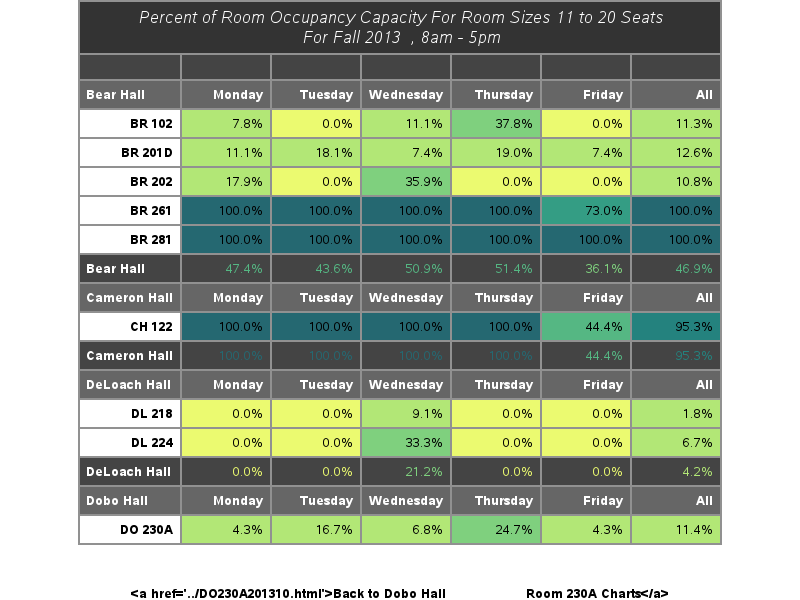 Percent of Room Occupancy Capacity For Room Sizes 11 to 20 Seats
For Fall 2013 , 8am - 5pm
Bear Hall Monday Tuesday Wednesday Thursday Friday All
BR 102 7.8% 0.0% 11.1% 37.8% 0.0% 11.3%
BR 201D 11.1% 18.1% 7.4% 19.0% 7.4% 12.6%
BR 202 17.9% 0.0% 35.9% 0.0% 0.0% 10.8%
BR 261 100.0% 100.0% 100.0% 100.0% 73.0% 100.0%
BR 281 100.0% 100.0% 100.0% 100.0% 100.0% 100.0%
Bear Hall 47.4% 43.6% 50.9% 51.4% 36.1% 46.9%
Cameron Hall Monday Tuesday Wednesday Thursday Friday All
CH 122 100.0% 100.0% 100.0% 100.0% 44.4% 95.3%
Cameron Hall 100.0% 100.0% 100.0% 100.0% 44.4% 95.3%
DeLoach Hall Monday Tuesday Wednesday Thursday Friday All
DL 218 0.0% 0.0% 9.1% 0.0% 0.0% 1.8%
DL 224 0.0% 0.0% 33.3% 0.0% 0.0% 6.7%
DeLoach Hall 0.0% 0.0% 21.2% 0.0% 0.0% 4.2%
Dobo Hall Monday Tuesday Wednesday Thursday Friday All
DO 230A 4.3% 16.7% 6.8% 24.7% 4.3% 11.4%
<a href='../DO230A201310.html'>Back to Dobo Hall Room 230A Charts</a>